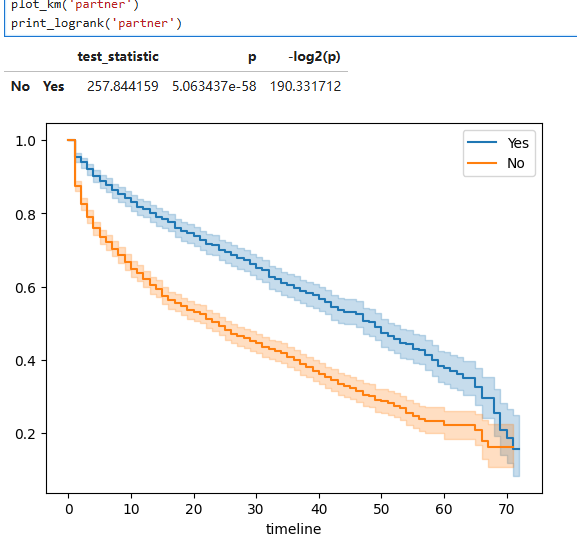 plot_km('partner')
print_logrank('partner')
test_statistic p -log2(p)
No Yes 257.844159 5.063437e-58 190.331712
1.0
Yes
No
0.8
0.6
0.4
0.2
0 10 20 30 40 50 60 70
timeline